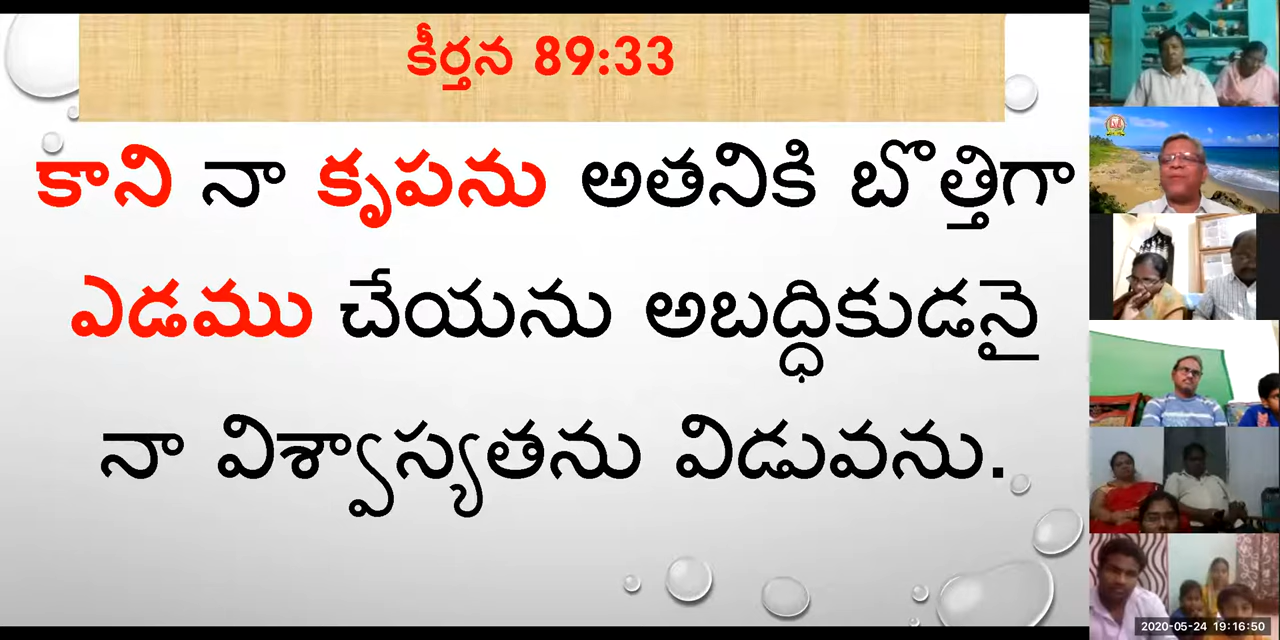 కీర్తన 89:33
కాని నా కృపను అతనికి బొత్తిగా
ఎడము చేయను అబద్ధికుడనై
నా విశ్వాస్యతను విడువను.
2020-05-24 19:16:50